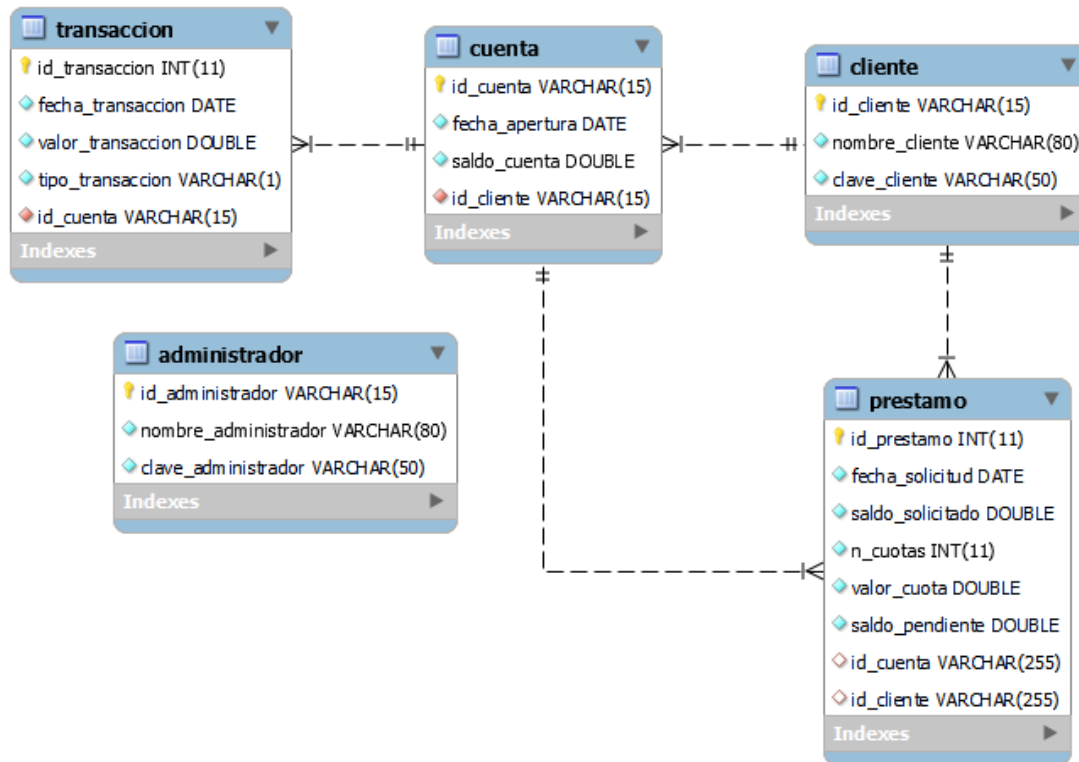 transaccion
id_transaccion INT(11)
fecha_transaccion DATE
valor_transaccion DOUBLE
tipo_transaccion VARCHAR(1)
id_cuenta VARCHAR(15)
Indexes
cuenta
id_cuenta VARCHAR(15)
fecha_apertura DATE
saldo_cuenta DOUBLE
id_cliente VARCHAR(15)
Indexes
cliente
id_cliente VARCHAR(15)
nombre_cliente VARCHAR(80)
clave_cliente VARCHAR(50)
Indexes
administrador
id_administrador VARCHAR(15)
nombre_administrador VARCHAR(80)
clave_administrador VARCHAR(50)
Indexes
prestamo
id_prestamo INT(11)
fecha_solicitud DATE
saldo_solicitado DOUBLE
n_cuotas INT(11)
valor_cuota DOUBLE
saldo_pendiente DOUBLE
id_cuenta VARCHAR(255)
id_cliente VARCHAR(255)
Indexes